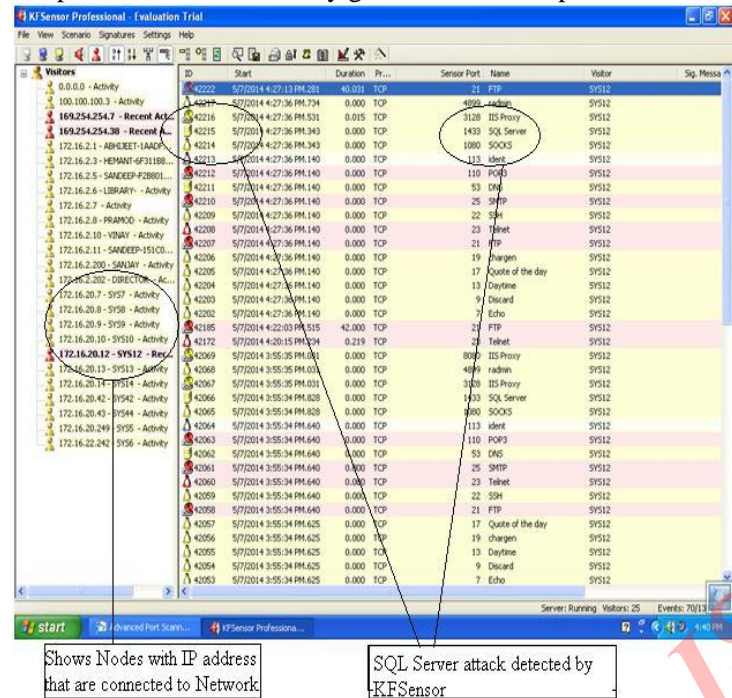 KFSensor Professional - Evaluation Trial
File View Scenario Signatures Settings Help
Visitors
0.0.0.0 - Activity
100.100.100.3 - Activity
169.254.254.7 - Recent Act...
169.254.254.38 - Recent A...
172.16.2.1 - ABHIJEET-1AADF
172.16.2.3 - HEMANT-6F311B8...
172.16.2.5 - SANDEEP-F2B801...
172.16.2.6 - LIBRARY- - Activity
172.16.2.7 - Activity
172.16.2.8 - PRAMOD - Activity
172.16.2.10 - VINAY - Activity
172.16.2.11 - SANDEEP-151C0...
172.16.2.200 - SANJAY - Activity
172.16.2.202 - DIRECTOR - Ac...
172.16.20.7 - SYS7 - Activity
172.16.20.8 - SYS8 - Activity
172.16.20.9 - SYS9 - Activity
172.16.20.10 - SYS10 - Activity
172.16.20.12 - SYS12 - Rec...
172.16.20.13 - SYS13 - Activity
172.16.20.14 - SYS14 - Activity
172.16.20.42 - SYS42 - Activity
172.16.20.43 - SYS44 - Activity
172.16.20.249 - SYS5 - Activity
172.16.22.242 - SYS6 - Activity
ID Start Duration Pr... Sensor Port Name Visitor Sig. Messa
42222 5/7/2014 4:27:13 PM.281 40.031 TCP 21 FTP SYS12
42217 5/7/2014 4:27:36 PM.734 0.000 TCP 4899 radmin SYS12
42216 5/7/2014 4:27:36 PM.531 0.015 TCP 3128 IIS Proxy SYS12
42215 5/7/2014 4:27:36 PM.343 0.000 TCP 1433 SQL Server SYS12
42214 5/7/2014 4:27:36 PM.343 0.000 TCP 1080 SOCKS SYS12
42213 5/7/2014 4:27:36 PM.140 0.000 TCP 113 ident SYS12
42212 5/7/2014 4:27:36 PM.140 0.000 TCP 110 POP3 SYS12
42211 5/7/2014 4:27:36 PM.140 0.000 TCP 53 DNS SYS12
42210 5/7/2014 4:27:36 PM.140 0.000 TCP 25 SMTP SYS12
42209 5/7/2014 4:27:36 PM.140 0.000 TCP 22 SSH SYS12
42208 5/7/2014 4:27:36 PM.140 0.000 TCP 23 Telnet SYS12
42207 5/7/2014 4:27:36 PM.140 0.000 TCP 21 FTP SYS12
42206 5/7/2014 4:27:36 PM.140 0.000 TCP 19 chargen SYS12
42205 5/7/2014 4:27:36 PM.140 0.000 TCP 17 Quote of the day SYS12
42204 5/7/2014 4:27:36 PM.140 0.000 TCP 13 Daytime SYS12
42203 5/7/2014 4:27:36 PM.140 0.000 TCP 9 Discard SYS12
42202 5/7/2014 4:27:36 PM.140 0.000 TCP 7 Echo SYS12
42185 5/7/2014 4:22:03 PM.515 42.000 TCP 21 FTP SYS12
42172 5/7/2014 4:20:15 PM.234 0.219 TCP 23 Telnet SYS12
42069 5/7/2014 3:55:35 PM.031 0.000 TCP 8080 IIS Proxy SYS12
42068 5/7/2014 3:55:35 PM.031 0.000 TCP 4899 radmin SYS12
42067 5/7/2014 3:55:35 PM.031 0.000 TCP 3128 IIS Proxy SYS12
42066 5/7/2014 3:55:34 PM.828 0.000 TCP 1433 SQL Server SYS12
42065 5/7/2014 3:55:34 PM.828 0.000 TCP 1080 SOCKS SYS12
42064 5/7/2014 3:55:34 PM.640 0.000 TCP 113 ident SYS12
42063 5/7/2014 3:55:34 PM.640 0.000 TCP 110 POP3 SYS12
42062 5/7/2014 3:55:34 PM.640 0.000 TCP 53 DNS SYS12
42061 5/7/2014 3:55:34 PM.640 0.000 TCP 25 SMTP SYS12
42060 5/7/2014 3:55:34 PM.640 0.000 TCP 23 Telnet SYS12
42059 5/7/2014 3:55:34 PM.640 0.000 TCP 22 SSH SYS12
42058 5/7/2014 3:55:34 PM.640 0.000 TCP 21 FTP SYS12
42057 5/7/2014 3:55:34 PM.625 0.000 TCP 17 Quote of the day SYS12
42056 5/7/2014 3:55:34 PM.625 0.000 TCP 19 chargen SYS12
42055 5/7/2014 3:55:34 PM.625 0.000 TCP 13 Daytime SYS12
42054 5/7/2014 3:55:34 PM.625 0.000 TCP 9 Discard SYS12
42053 5/7/2014 3:55:34 PM.625 0.000 TCP 7 Echo SYS12
Server: Running Visitors: 25 Events: 70/13
start Advanced Port Scann... KFSensor Professiona... 4:40 PM
Shows Nodes with IP address
that are connected to Network
SQL Server attack detected by
KFSensor